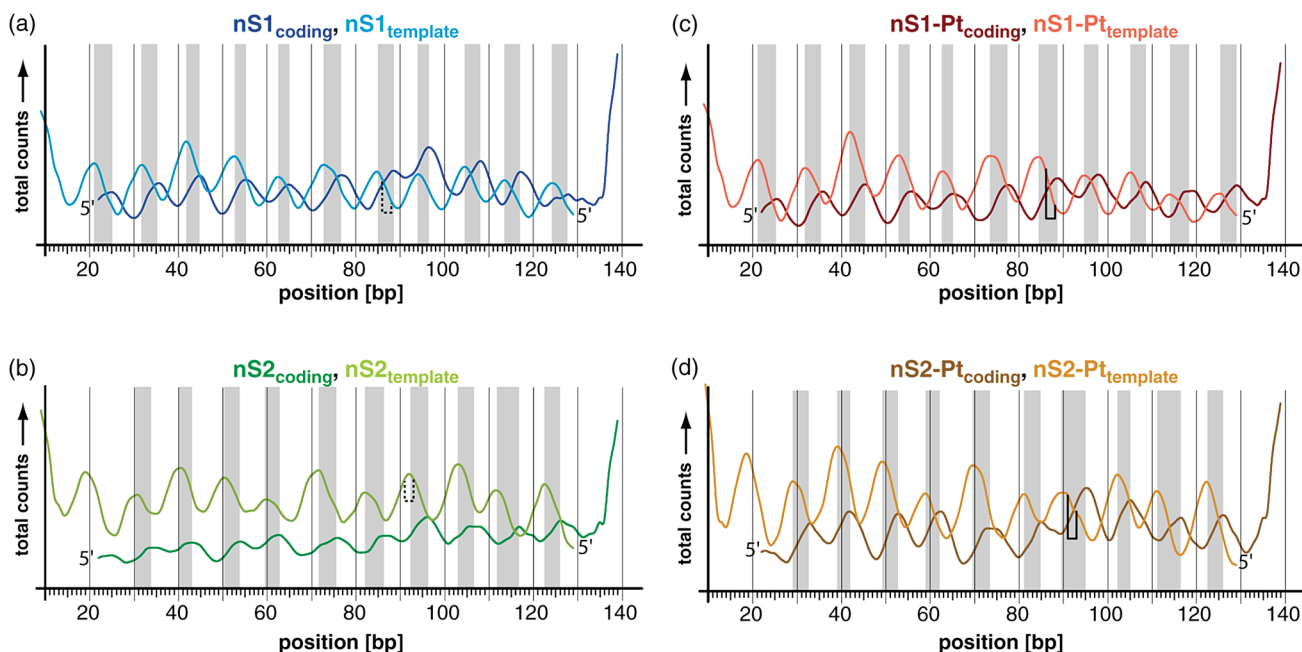 (a)
nS1coding, nS1template
total counts
5'
5'
20 40 60 80 100 120 140
position [bp]
(c)
nS1-Ptcoding, nS1-Pttemplate
total counts
5'
5'
20 40 60 80 100 120 140
position [bp]
(b)
nS2coding, nS2template
total counts
5'
5'
20 40 60 80 100 120 140
position [bp]
(d)
nS2-Ptcoding, nS2-Pttemplate
total counts
5'
5'
20 40 60 80 100 120 140
position [bp]